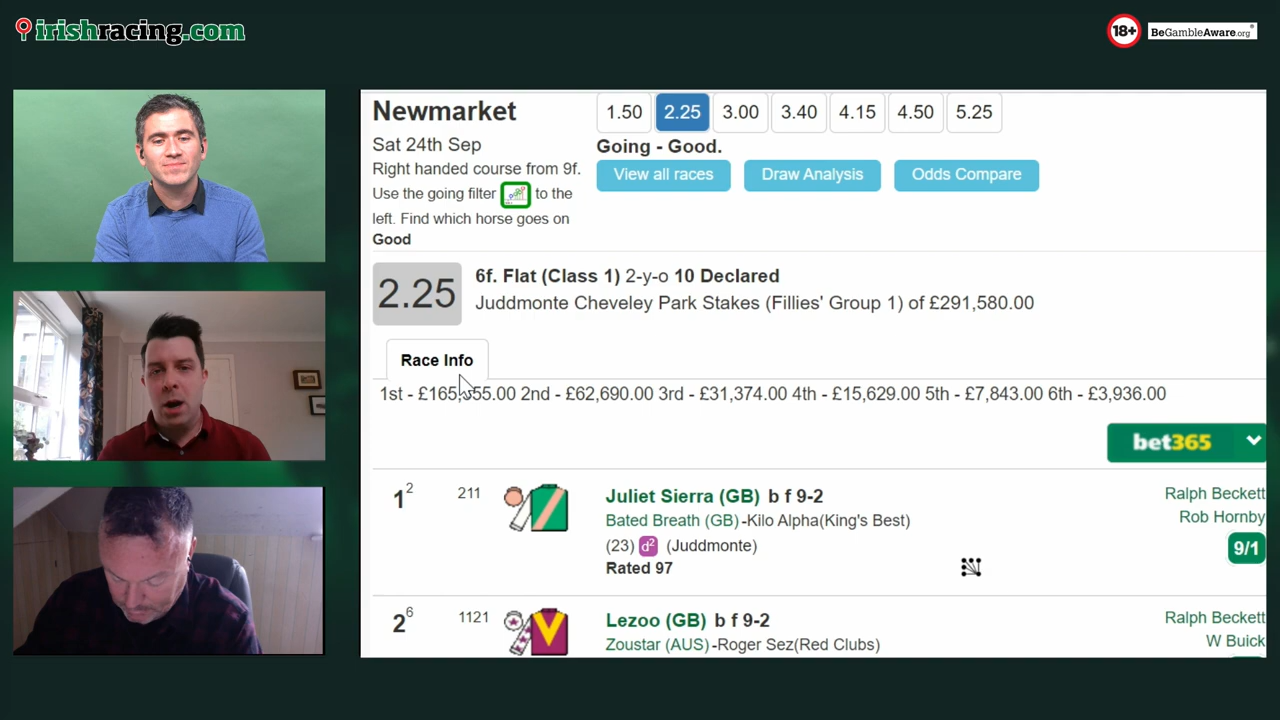 irishracing.com
18+
BeGambleAware.org®
Newmarket
1.50 2.25 3.00 3.40 4.15 4.50 5.25
Sat 24th Sep
Going - Good.
Right handed course from 9f.
View all races Draw Analysis Odds Compare
Use the going filter to the
left. Find which horse goes on
Good
2.25
6f. Flat (Class 1) 2-y-o 10 Declared
Juddmonte Cheveley Park Stakes (Fillies' Group 1) of £291,580.00
Race Info
1st - 2nd - £62,690.00 3rd - £31,374.00 4th - £15,629.00 5th - £7,843.00 6th - £3,936.00
bet365
1 2 211 Juliet Sierra (GB) b f 9-2 Ralph Beckett
Bated Breath (GB)-Kilo Alpha(King's Best) Rob Hornby
(23) d2 (Juddmonte) 9/1
Rated 97
2 6 1121 Lezoo (GB) b f 9-2 Ralph Beckett
Zoustar (AUS)-Roger Sez(Red Clubs) W Buick